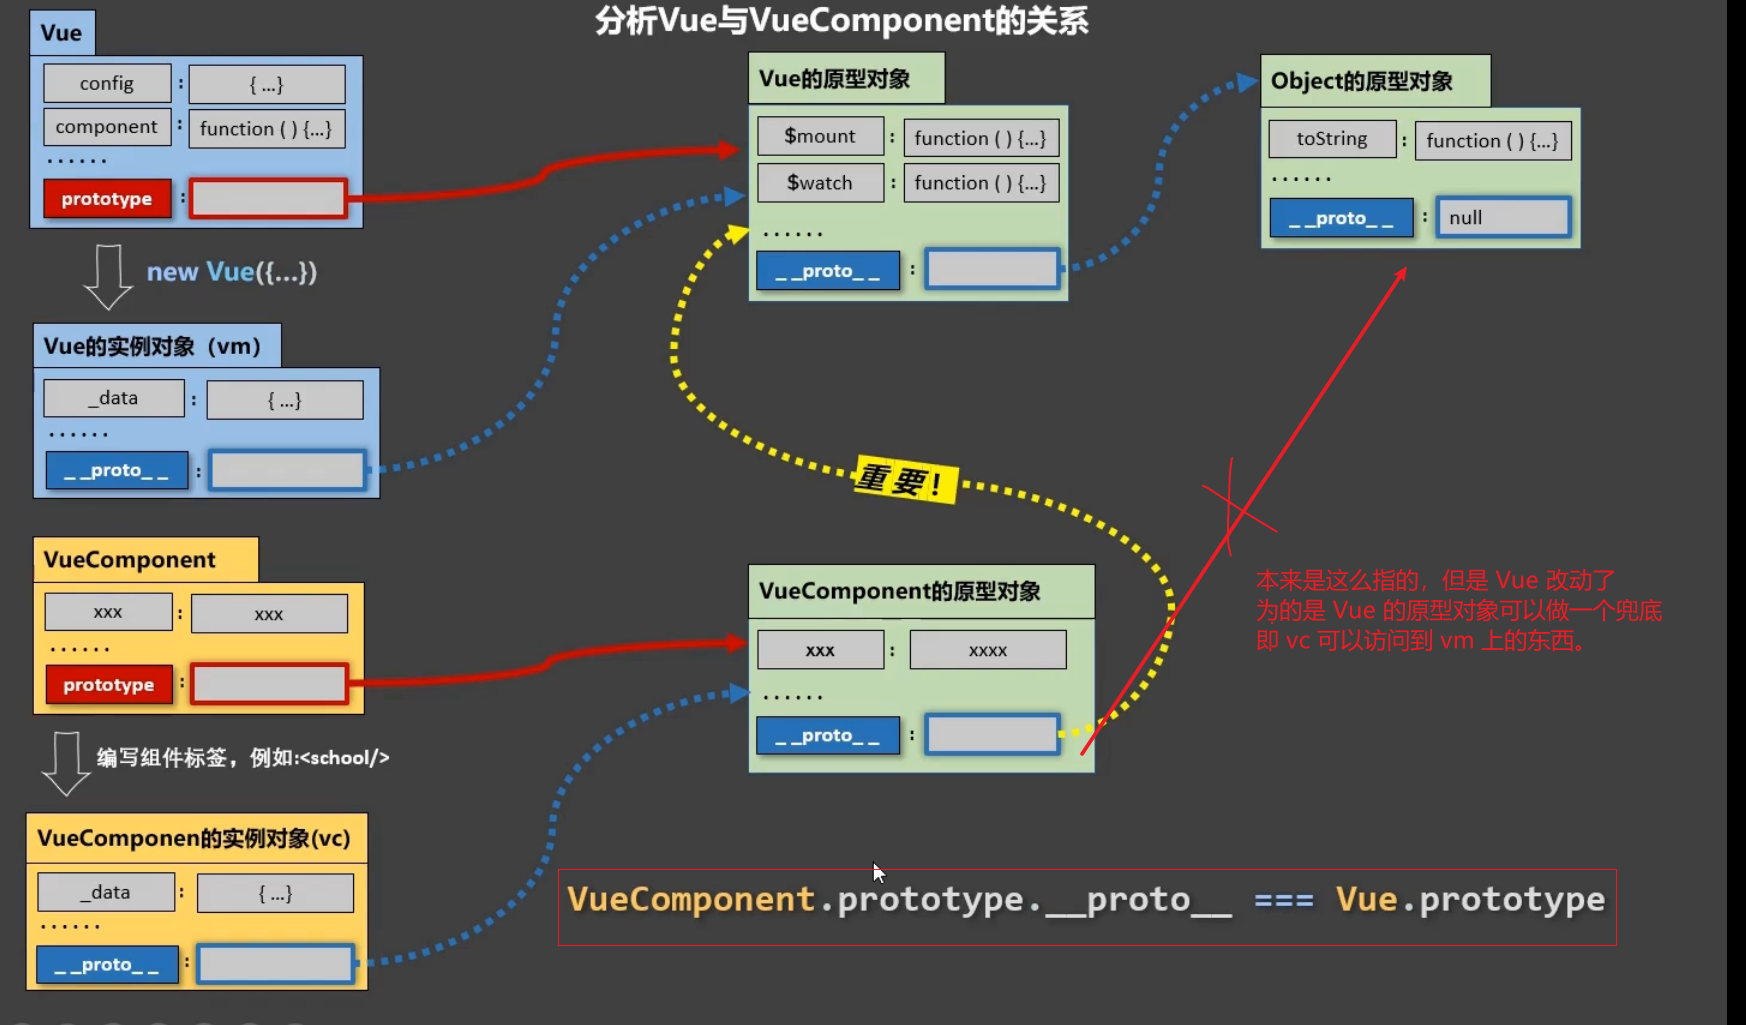 分析Vue与VueComponent的关系
Vue
config : { ...}
component : function ( ) {...}
······
prototype :
new Vue({...})
Vue的实例对象（vm）
_data : { ...}
······
_ _proto_ _ :
VueComponent
xxx : xxx
······
prototype :
编写组件标签，例如:<school/>
VueComponen的实例对象(vc)
_data : { ...}
······
_ _proto_ _ :
Vue的原型对象
$mount : function ( ) {...}
$watch : function ( ) {...}
······
_ _proto_ _ :
Object的原型对象
toString : function ( ) {...}
······
_ _proto_ _ : null
重要!
VueComponent的原型对象
xxx : xxxx
······
_ _proto_ _ :
本来是这么指的，但是 Vue 改动了
为的是 Vue 的原型对象可以做一个兜底
即 vc 可以访问到 vm 上的东西。
VueComponent.prototype.__proto__ === Vue.prototype